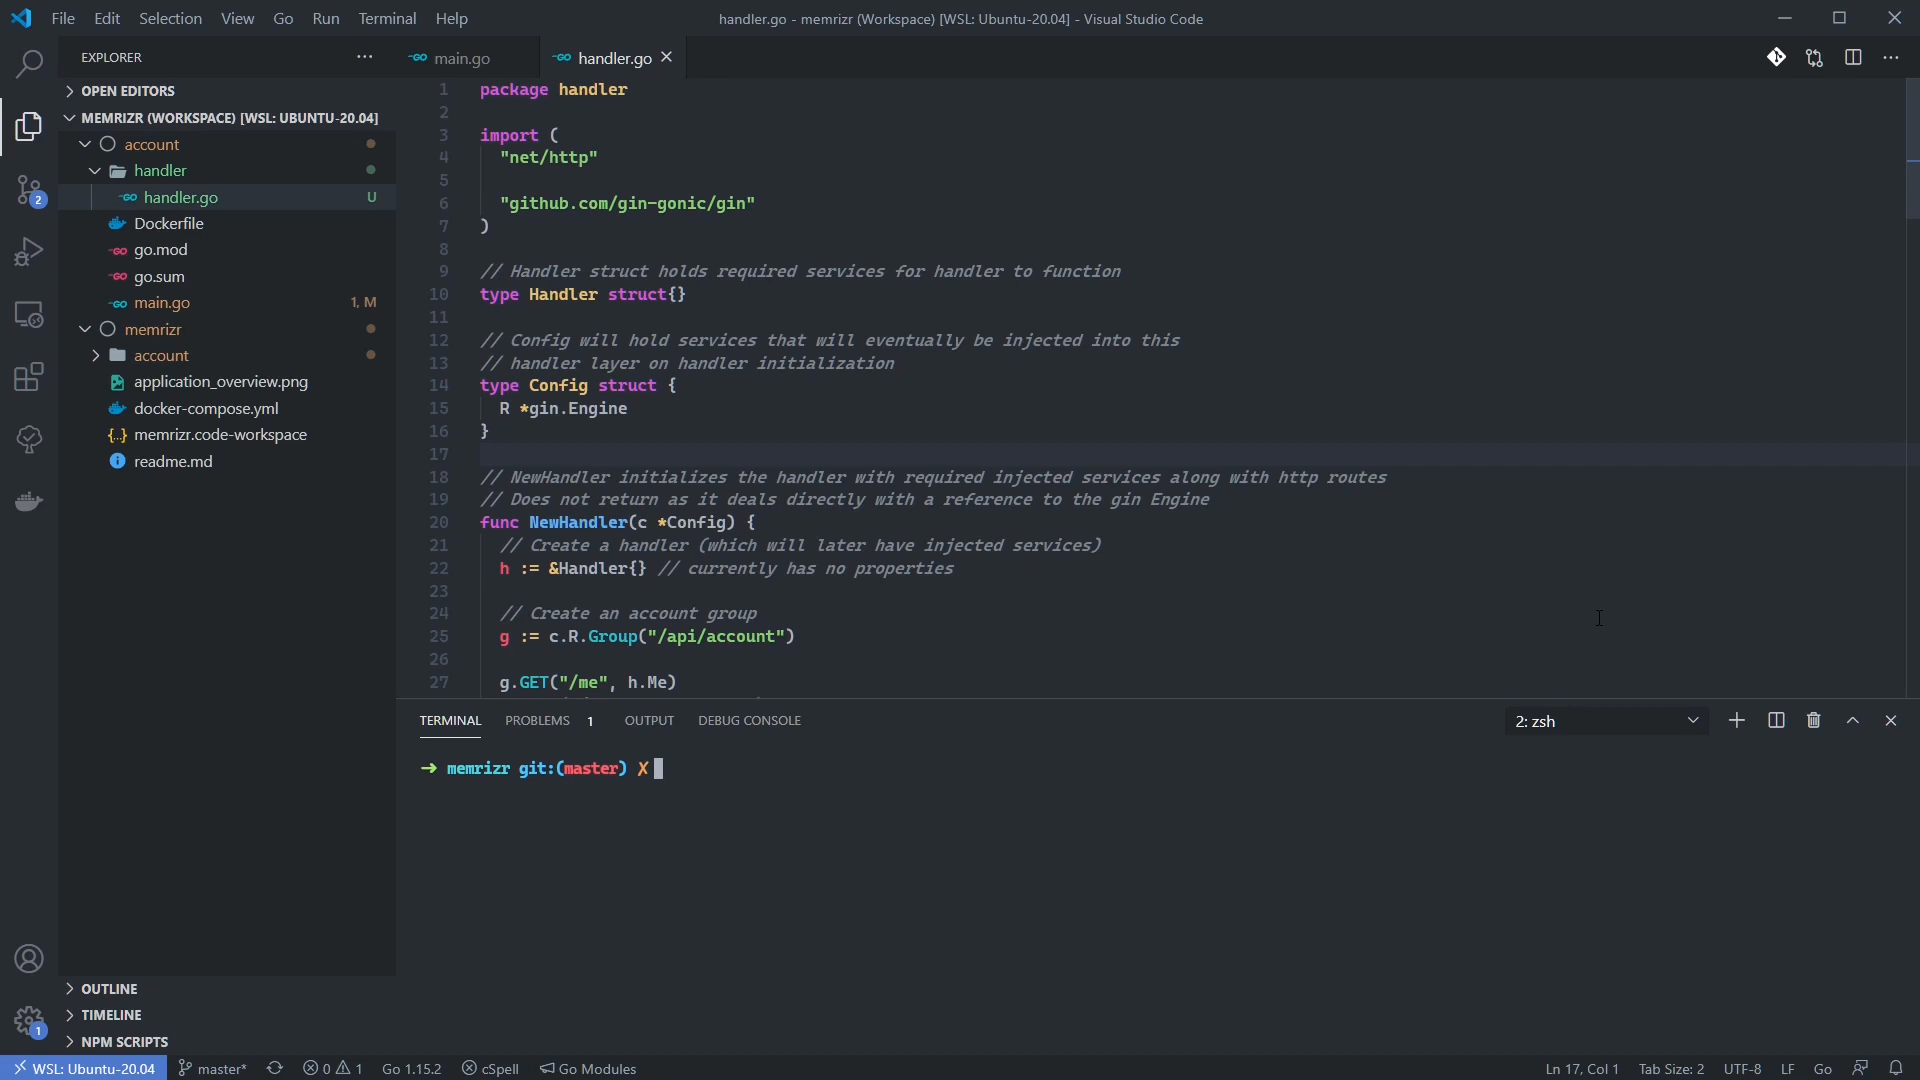 File Edit Selection View Go Run Terminal Help
handler.go - memrizr (Workspace) [WSL: Ubuntu-20.04] - Visual Studio Code
EXPLORER
OPEN EDITORS
MEMRIZR (WORKSPACE) [WSL: UBUNTU-20.04]
account
handler
handler.go U
Dockerfile
go.mod
go.sum
main.go 1, M
memrizr
account
application_overview.png
docker-compose.yml
memrizr.code-workspace
readme.md
OUTLINE
TIMELINE
NPM SCRIPTS
2
1
main.go handler.go
1 package handler
2
3 import (
4 "net/http"
5
6 "github.com/gin-gonic/gin"
7 )
8
9 // Handler struct holds required services for handler to function
10 type Handler struct{}
11
12 // Config will hold services that will eventually be injected into this
13 // handler layer on handler initialization
14 type Config struct {
15 R *gin.Engine
16 }
17
18 // NewHandler initializes the handler with required injected services along with http routes
19 // Does not return as it deals directly with a reference to the gin Engine
20 func NewHandler(c *Config) {
21 // Create a handler (which will later have injected services)
22 h := &Handler{} // currently has no properties
23
24 // Create an account group
25 g := c.R.Group("/api/account")
26
27 g.GET("/me", h.Me)
TERMINAL PROBLEMS 1 OUTPUT DEBUG CONSOLE 2: zsh
➜ memrizr git:(master) ✗
WSL: Ubuntu-20.04 master* 0 1 Go 1.15.2 cSpell Go Modules Ln 17, Col 1 Tab Size: 2 UTF-8 LF Go